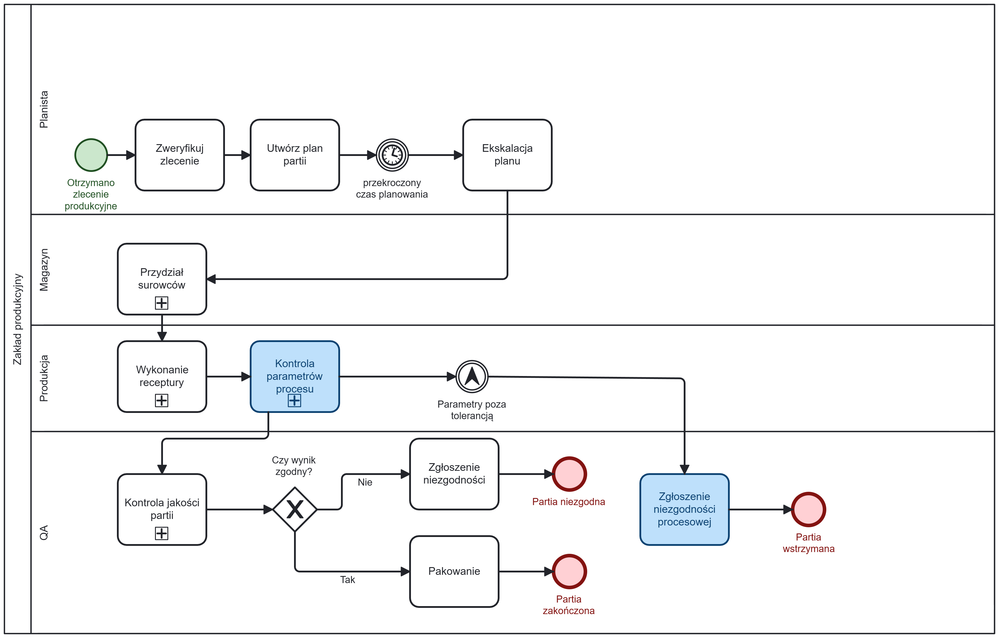 Zakład produkcyjny
Planista
Otrzymano
zlecenie
produkcyjne
Zweryfikuj
zlecenie
Utwórz plan
partii
przekroczony
czas planowania
Ekskalacja
planu
Magazyn
Przydział
surowców
Produkcja
Wykonanie
receptury
Kontrola
parametrów
procesu
Parametry poza
tolerancją
QA
Kontrola jakości
partii
Czy wynik
zgodny?
Nie
Tak
Zgłoszenie
niezgodności
Partia niezgodna
Pakowanie
Partia
zakończona
Zgłoszenie
niezgodności
procesowej
Partia
wstrzymana